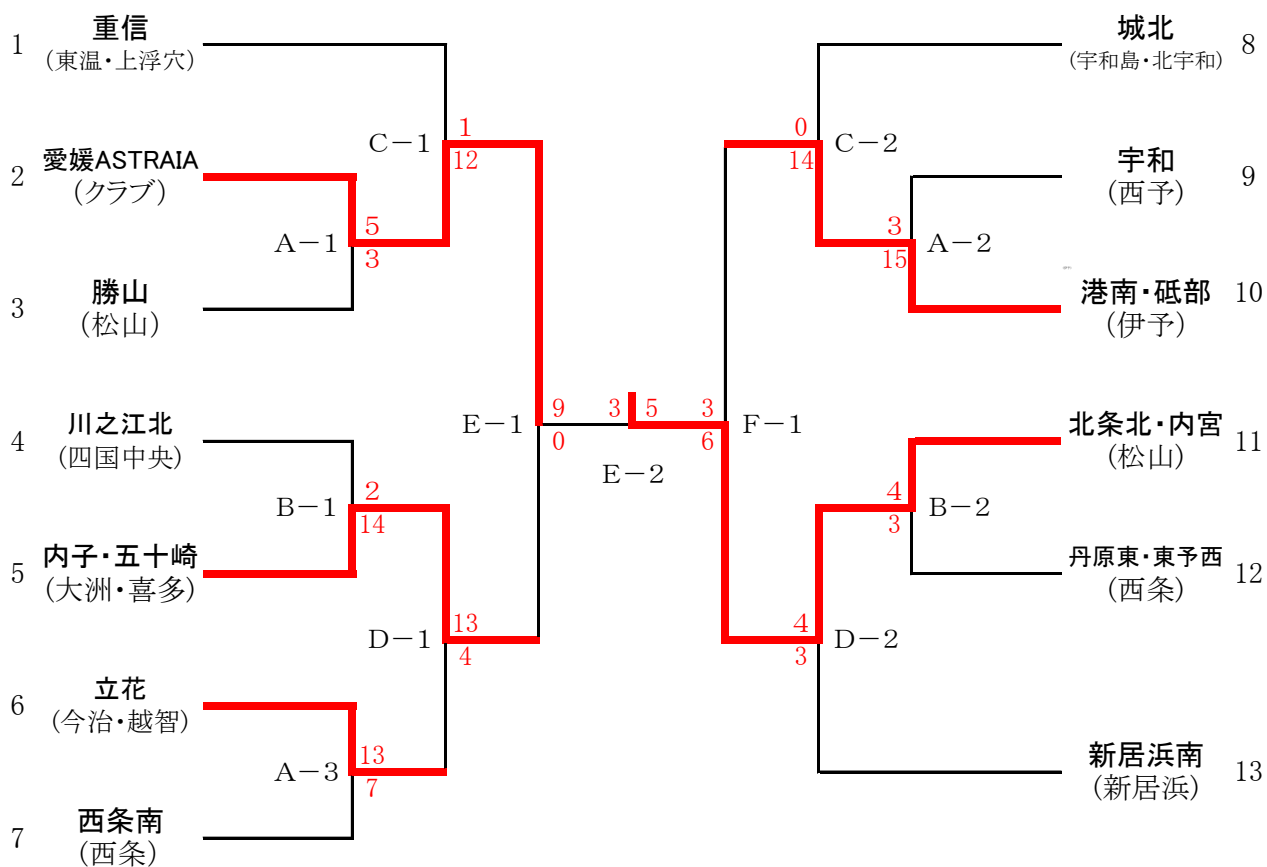 1
重信
(東温・上浮穴)
2
愛媛ASTRAIA
(クラブ)
3
勝山
(松山)
4
川之江北
(四国中央)
5
内子・五十崎
(大洲・喜多)
6
立花
(今治・越智)
7
西条南
(西条)
C-1
1
12
A-1
5
3
B-1
2
14
D-1
13
4
A-3
13
7
E-1
9
0
3
5
E-2
3
6
F-1
0
14
C-2
3
15
A-2
4
3
B-2
4
3
D-2
城北
(宇和島・北宇和)
8
宇和
(西予)
9
港南・砥部
(伊予)
10
北条北・内宮
(松山)
11
丹原東・東予西
(西条)
12
新居浜南
(新居浜)
13